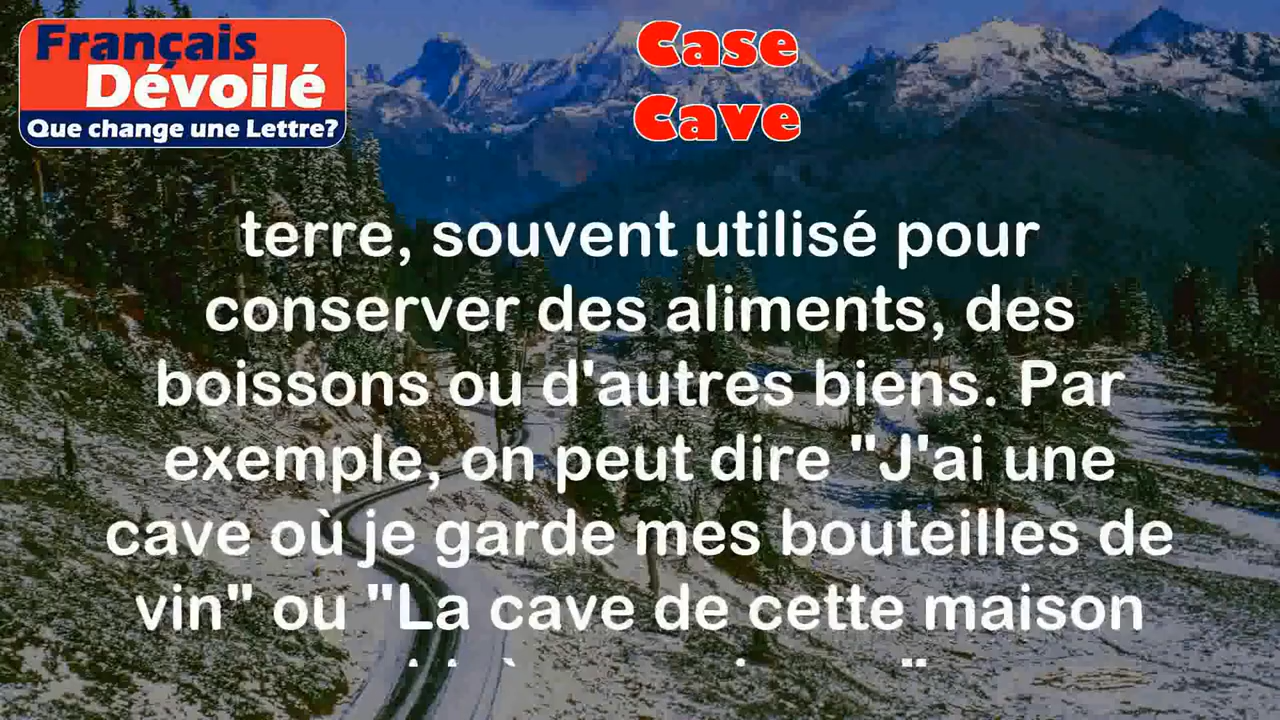 Français
Dévoilé
Que change une Lettre?
Case
Cave
terre, souvent utilisé pour
conserver des aliments, des
boissons ou d'autres biens. Par
exemple, on peut dire "J'ai une
cave où je garde mes bouteilles de
vin" ou "La cave de cette maison